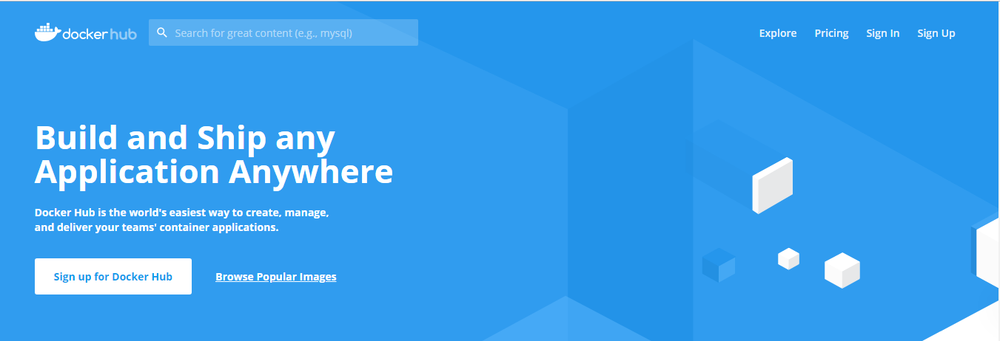 docker hub
Search for great content (e.g., mysql)
Explore
Pricing
Sign In
Sign Up
Build and Ship any
Application Anywhere
Docker Hub is the world's easiest way to create, manage,
and deliver your teams' container applications.
Sign up for Docker Hub
Browse Popular Images